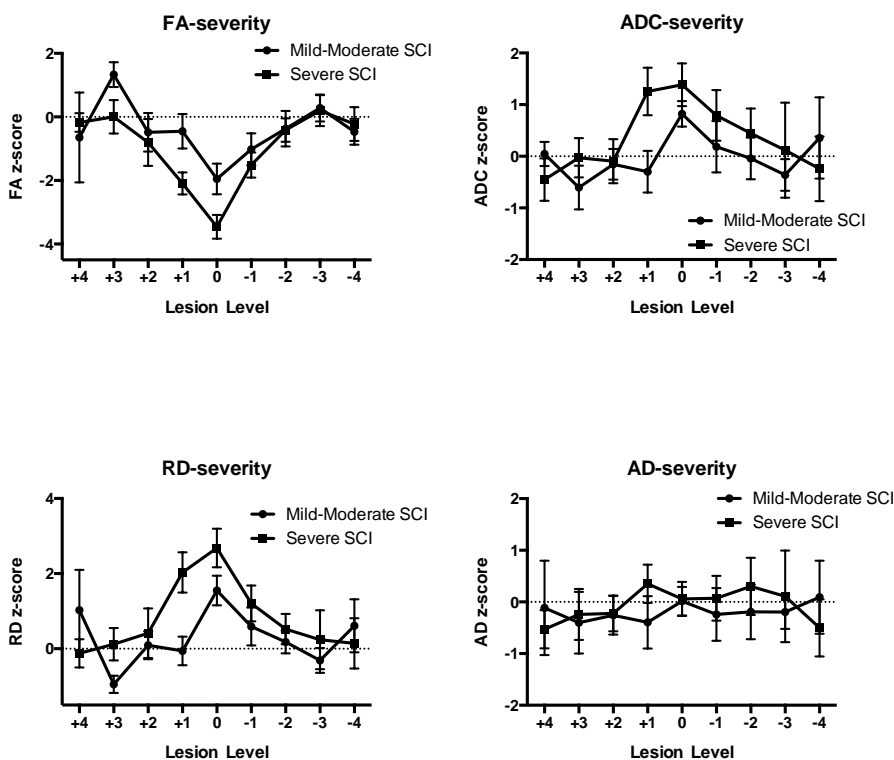 FA-severity
Mild-Moderate SCI
Severe SCI
2
0
-2
-4
FA z-score
+4 +3 +2 +1 0 -1 -2 -3 -4
Lesion Level
ADC-severity
2
1
0
-1
-2
ADC z-score
Mild-Moderate SCI
Severe SCI
+4 +3 +2 +1 0 -1 -2 -3 -4
Lesion Level
RD-severity
Mild-Moderate SCI
Severe SCI
4
2
0
RD z-score
+4 +3 +2 +1 0 -1 -2 -3 -4
Lesion Level
AD-severity
Mild-Moderate SCI
Severe SCI
2
1
0
-1
-2
AD z-score
+4 +3 +2 +1 0 -1 -2 -3 -4
Lesion Level